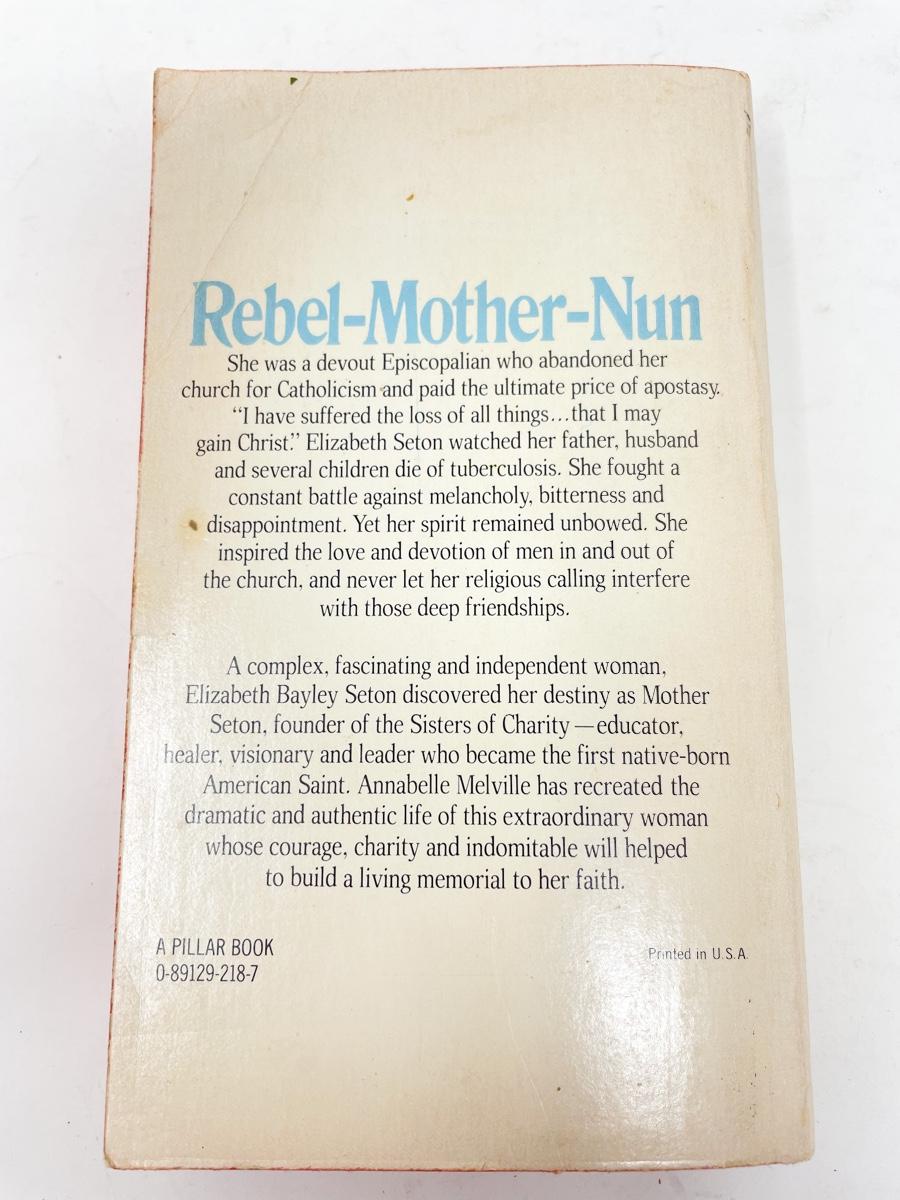 Rebel-Mother-Nun
She was a devout Episcopalian who abandoned her
church for Catholicism and paid the ultimate price of apostasy.
“I have suffered the loss of all things...that I may
gain Christ.” Elizabeth Seton watched her father, husband
and several children die of tuberculosis. She fought a
constant battle against melancholy, bitterness and
disappointment. Yet her spirit remained unbowed. She
inspired the love and devotion of men in and out of
the church, and never let her religious calling interfere
with those deep friendships.
A complex, fascinating and independent woman,
Elizabeth Bayley Seton discovered her destiny as Mother
Seton, founder of the Sisters of Charity—educator,
healer, visionary and leader who became the first native-born
American Saint. Annabelle Melville has recreated the
dramatic and authentic life of this extraordinary woman
whose courage, charity and indomitable will helped
to build a living memorial to her faith.
A PILLAR BOOK
0-89129-218-7
Printed in U.S.A.